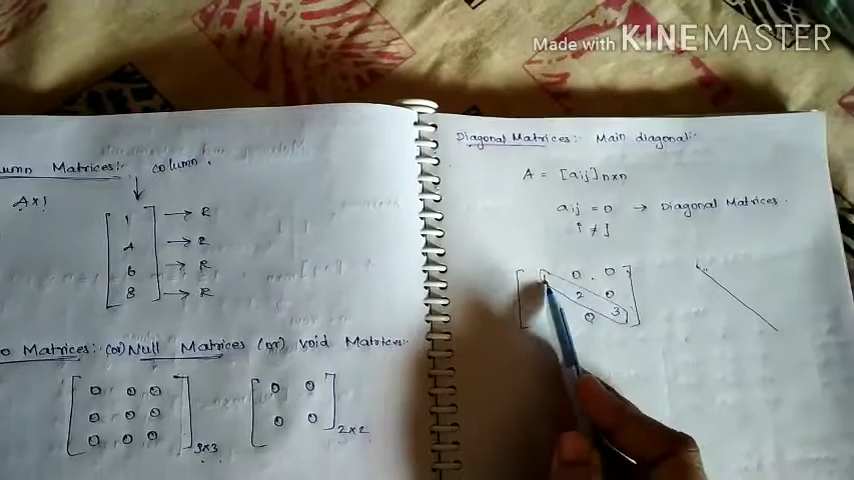 Made with KINEMASTER
umn Matrices:- column.
A×1
1 → R
4 → R
6 → R
8 → R
o Matrices:- (or) Null Matrices (or) void Matrices.
0 0 0
0 0 0
0 0 0
3×3
0 0
0 0
2×2
Diagonal Matrices:- Main diagonal:
A = [aij]n×n
aij = 0 → Diagonal Matrices.
i ≠ j
0 0
2 0
0 3